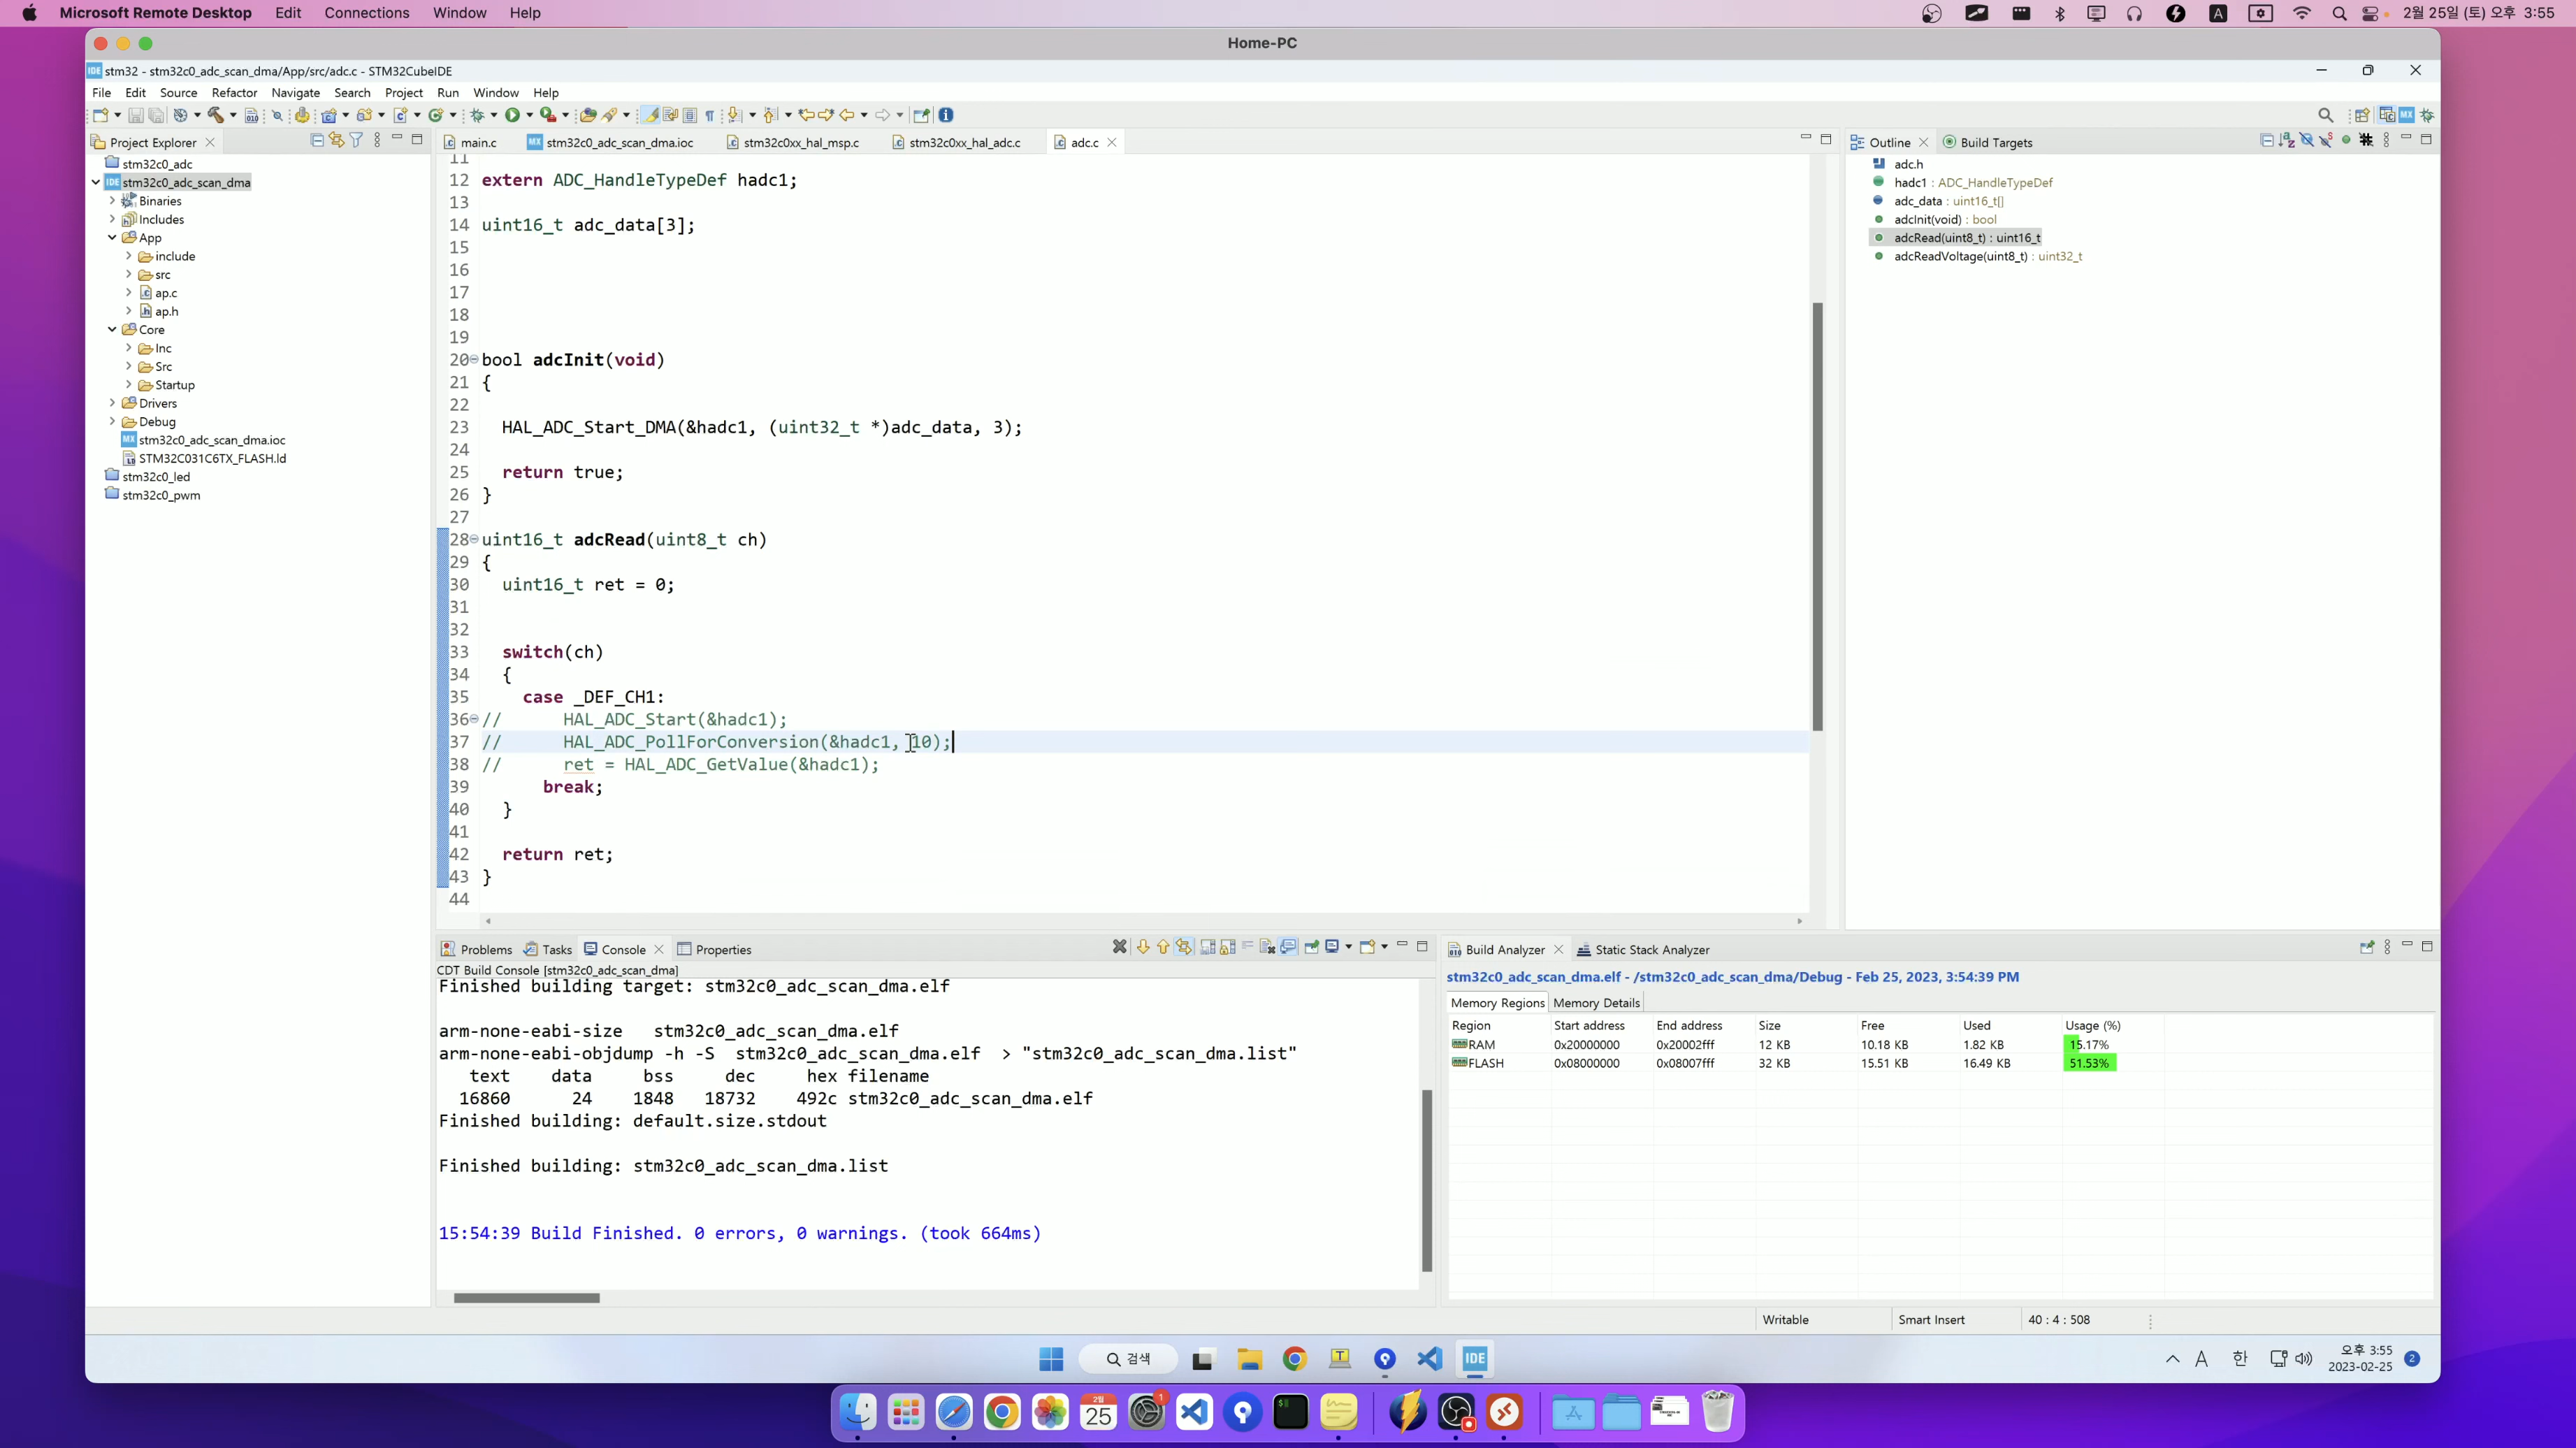 Microsoft Remote Desktop Edit Connections Window Help
A
2월 25일 (토) 오후 3:55
Home-PC
IDE stm32 - stm32c0_adc_scan_dma/App/src/adc.c - STM32CubeIDE
File Edit Source Refactor Navigate Search Project Run Window Help
Project Explorer
stm32c0_adc
IDE stm32c0_adc_scan_dma
Binaries
Includes
App
include
src
ap.c
ap.h
Core
Inc
Src
Startup
Drivers
Debug
MX stm32c0_adc_scan_dma.ioc
STM32C031C6TX_FLASH.ld
stm32c0_led
stm32c0_pwm
main.c MX stm32c0_adc_scan_dma.ioc stm32c0xx_hal_msp.c stm32c0xx_hal_adc.c adc.c
11
12 extern ADC_HandleTypeDef hadc1;
13
14 uint16_t adc_data[3];
15
16
17
18
19
20 bool adcInit(void)
21 {
22
23 HAL_ADC_Start_DMA(&hadc1, (uint32_t *)adc_data, 3);
24
25 return true;
26 }
27
28 uint16_t adcRead(uint8_t ch)
29 {
30 uint16_t ret = 0;
31
32
33 switch(ch)
34 {
35 case _DEF_CH1:
36 // HAL_ADC_Start(&hadc1);
37 // HAL_ADC_PollForConversion(&hadc1, 10);
38 // ret = HAL_ADC_GetValue(&hadc1);
39 break;
40 }
41
42 return ret;
43 }
44
Outline Build Targets
adc.h
hadc1 : ADC_HandleTypeDef
adc_data : uint16_t[]
adcInit(void) : bool
adcRead(uint8_t) : uint16_t
adcReadVoltage(uint8_t) : uint32_t
Problems Tasks Console Properties
CDT Build Console [stm32c0_adc_scan_dma]
Finished building target: stm32c0_adc_scan_dma.elf
arm-none-eabi-size stm32c0_adc_scan_dma.elf
arm-none-eabi-objdump -h -S stm32c0_adc_scan_dma.elf > "stm32c0_adc_scan_dma.list"
text data bss dec hex filename
16860 24 1848 18732 492c stm32c0_adc_scan_dma.elf
Finished building: default.size.stdout
Finished building: stm32c0_adc_scan_dma.list
15:54:39 Build Finished. 0 errors, 0 warnings. (took 664ms)
Build Analyzer Static Stack Analyzer
stm32c0_adc_scan_dma.elf - /stm32c0_adc_scan_dma/Debug - Feb 25, 2023, 3:54:39 PM
Memory Regions Memory Details
Region Start address End address Size Free Used Usage (%)
RAM 0x20000000 0x20002fff 12 KB 10.18 KB 1.82 KB 15.17%
FLASH 0x08000000 0x08007fff 32 KB 15.51 KB 16.49 KB 51.53%
Writable Smart Insert 40 : 4 : 508
검색
T
IDE
A 한
오후 3:55
2023-02-25
2
2월
25
1